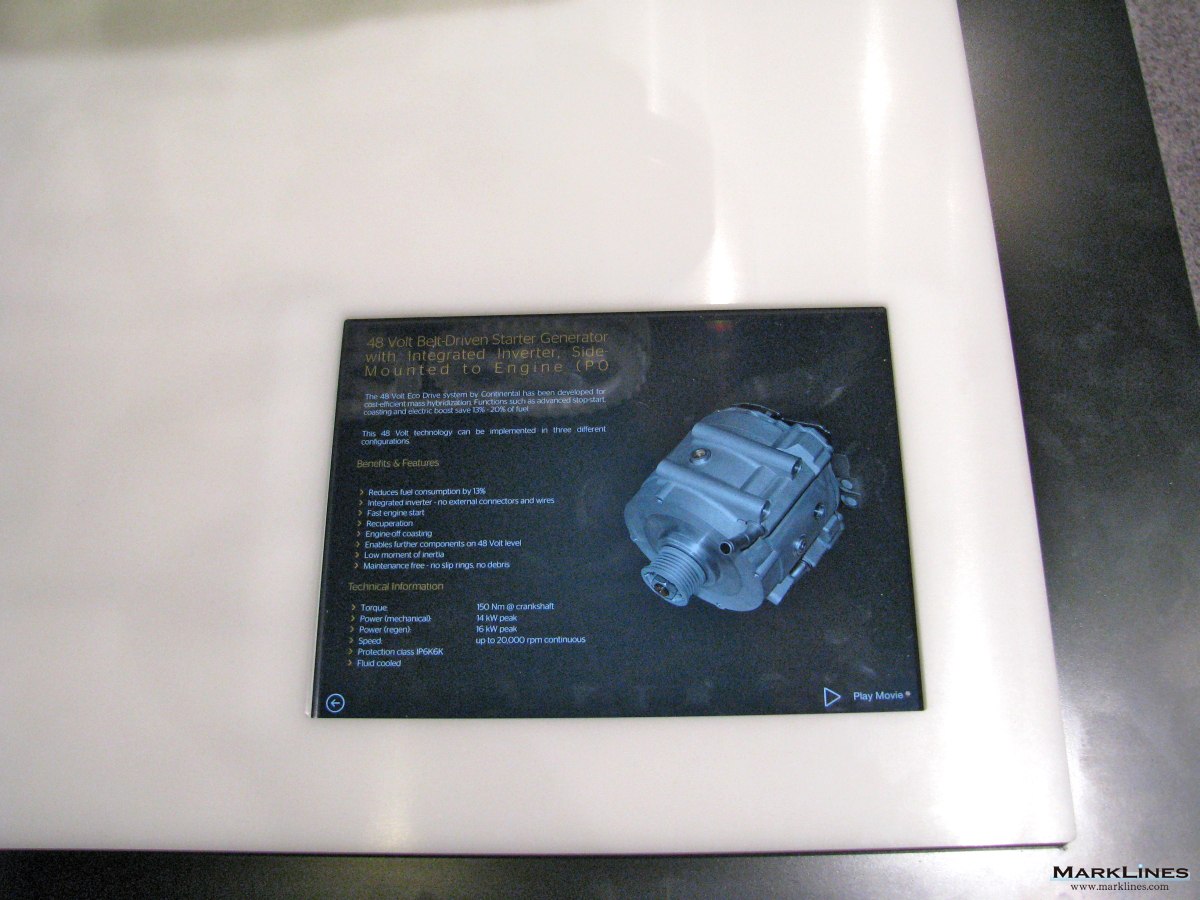 48 Volt Belt-Driven Starter Generator
with Integrated Inverter, Side-
Mounted to Engine (P0
The 48 Volt Eco Drive system by Continental has been developed for
cost-efficient mass hybridization. Functions such as advanced stop-start,
coasting and electric boost save 13% - 20% of fuel.
This 48 Volt technology can be implemented in three different
configurations.
Benefits & Features
Reduces fuel consumption by 13%
Integrated inverter - no external connectors and wires
Fast engine start
Recuperation
Engine-off coasting
Enables further components on 48 Volt level
Low moment of inertia
Maintenance free - no slip rings, no debris
Technical Information
Torque: 150 Nm @ crankshaft
Power (mechanical): 14 kW peak
Power (regen): 16 kW peak
Speed: up to 20,000 rpm continuous
Protection class IP6K6K
Fluid cooled
Play Movie
MARKLINES
www.marklines.com